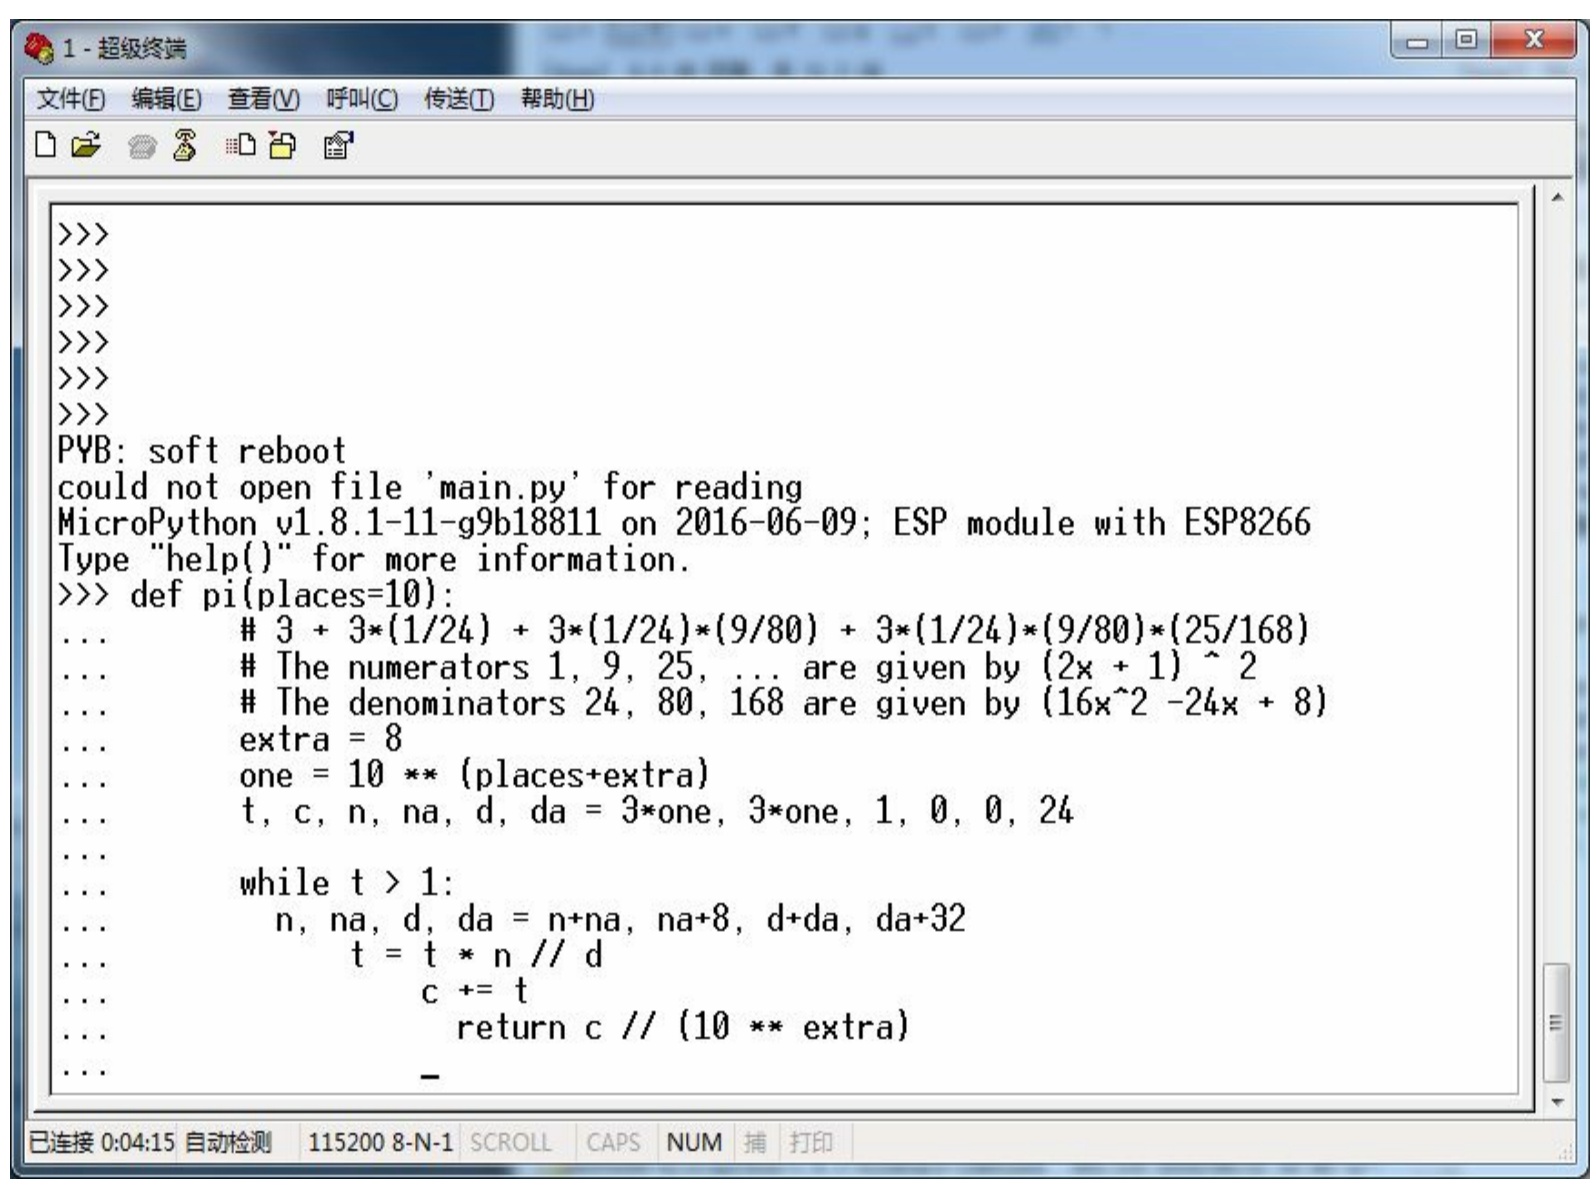 1 - 超级终端
文件(F) 编辑(E) 查看(V) 呼叫(C) 传送(T) 帮助(H)
>>>
>>>
>>>
>>>
>>>
>>>
PYB: soft reboot
could not open file 'main.py' for reading
MicroPython v1.8.1-11-g9b18811 on 2016-06-09; ESP module with ESP8266
Type "help()" for more information.
>>> def pi(places=10):
...       # 3 + 3*(1/24) + 3*(1/24)*(9/80) + 3*(1/24)*(9/80)*(25/168)
...       # The numerators 1, 9, 25, ... are given by (2x + 1) ^ 2
...       # The denominators 24, 80, 168 are given by (16x^2 -24x + 8)
...       extra = 8
...       one = 10 ** (places+extra)
...       t, c, n, na, d, da = 3*one, 3*one, 1, 0, 0, 24
...
...       while t > 1:
...         n, na, d, da = n+na, na+8, d+da, da+32
...             t = t * n // d
...                 c += t
...                   return c // (10 ** extra)
...                 _
已连接 0:04:15 自动检测 115200 8-N-1 SCROLL CAPS NUM 捕 打印